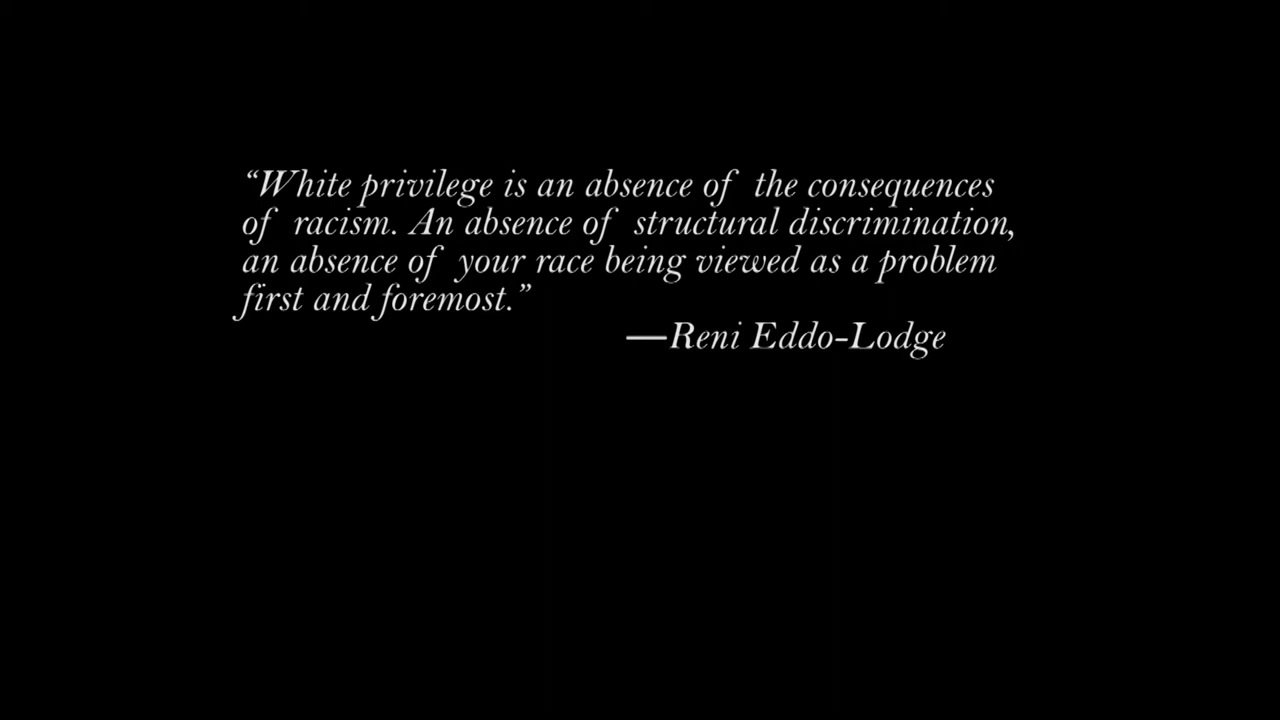 “White privilege is an absence of the consequences
of racism. An absence of structural discrimination,
an absence of your race being viewed as a problem
first and foremost.”
—Reni Eddo-Lodge